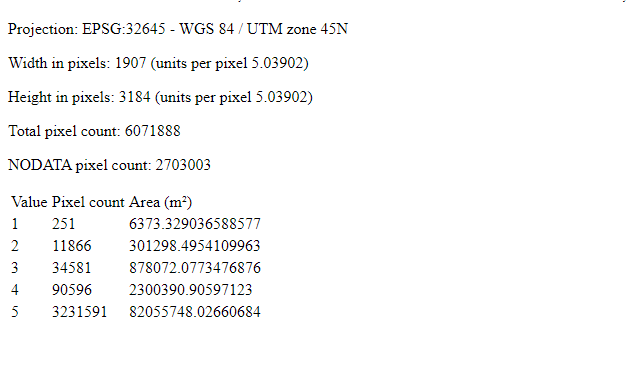 Projection: EPSG:32645 - WGS 84 / UTM zone 45N
Width in pixels: 1907 (units per pixel 5.03902)
Height in pixels: 3184 (units per pixel 5.03902)
Total pixel count: 6071888
NODATA pixel count: 2703003
Value Pixel count Area (m²)
1 251 6373.329036588577
2 11866 301298.4954109963
3 34581 878072.0773476876
4 90596 2300390.90597123
5 3231591 82055748.02660684